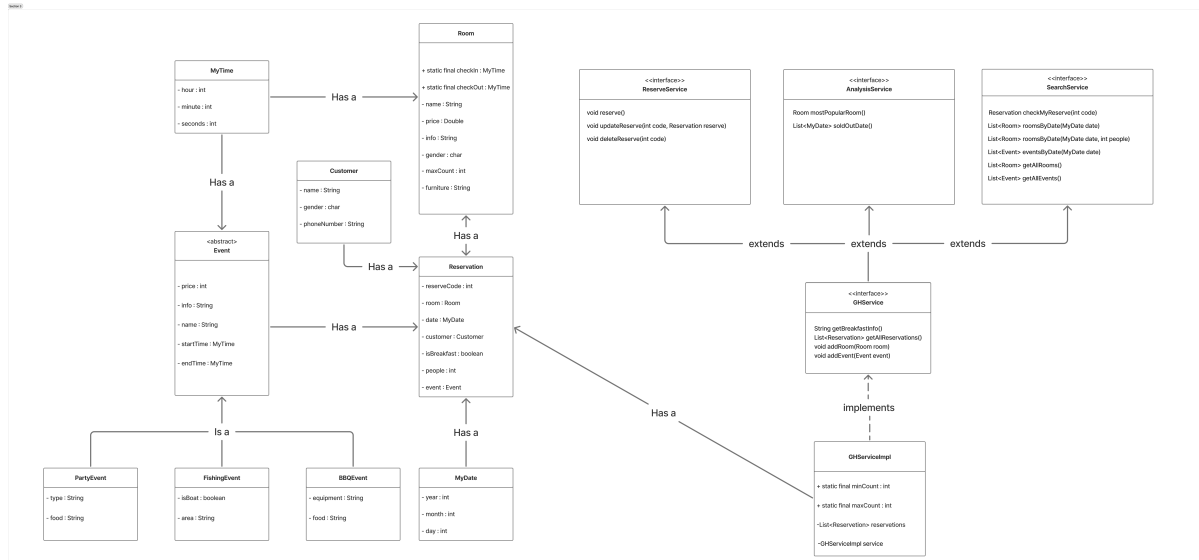 Section 2
MyTime
- hour : int
- minute : int
- seconds : int
Has a
Room
+ static final checkIn : MyTime
+ static final checkOut : MyTime
- name : String
- price : Double
- info : String
- gender : char
- maxCount : int
- furniture : String
Has a
Customer
- name : String
- gender : char
- phoneNumber : String
Has a
Has a
<abstract>
Event
- price : int
- info : String
- name : String
- startTime : MyTime
- endTime : MyTime
Has a
Reservation
- reserveCode : int
- room : Room
- date : MyDate
- customer : Customer
- isBreakfast : boolean
- people : int
- event : Event
Is a
Has a
PartyEvent
- type : String
- food : String
FishingEvent
- isBoat : boolean
- area : String
BBQEvent
- equipment : String
- food : String
MyDate
- year : int
- month : int
- day : int
<<interface>>
ReserveService
void reserve()
void updateReserve(int code, Reservation reserve)
void deleteReserve(int code)
<<interface>>
AnalysisService
Room mostPopularRoom()
List<MyDate> soldOutDate()
<<interface>>
SearchService
Reservation checkMyReserve(int code)
List<Room> roomsByDate(MyDate date)
List<Room> roomsByDate(MyDate date, int people)
List<Event> eventsByDate(MyDate date)
List<Room> getAllRooms()
List<Event> getAllEvents()
extends
extends
extends
<<interface>>
GHService
String getBreakfastInfo()
List<Reservation> getAllReservations()
void addRoom(Room room)
void addEvent(Event event)
implements
Has a
GHServiceImpl
+ static final minCount : int
+ static final maxCount : int
-List<Reservetion> reservetions
-GHServiceImpl service